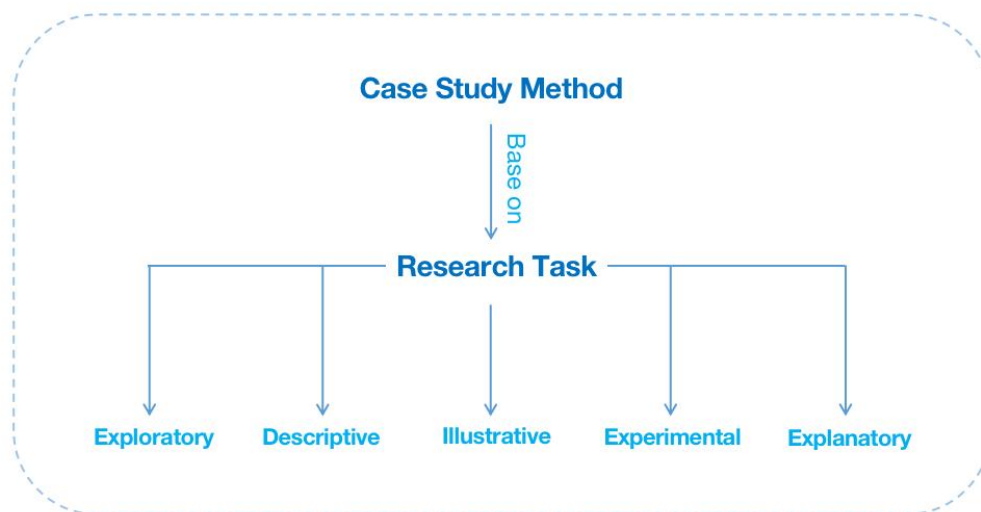 Case Study Method
Base on
Research Task
Exploratory
Descriptive
Illustrative
Experimental
Explanatory